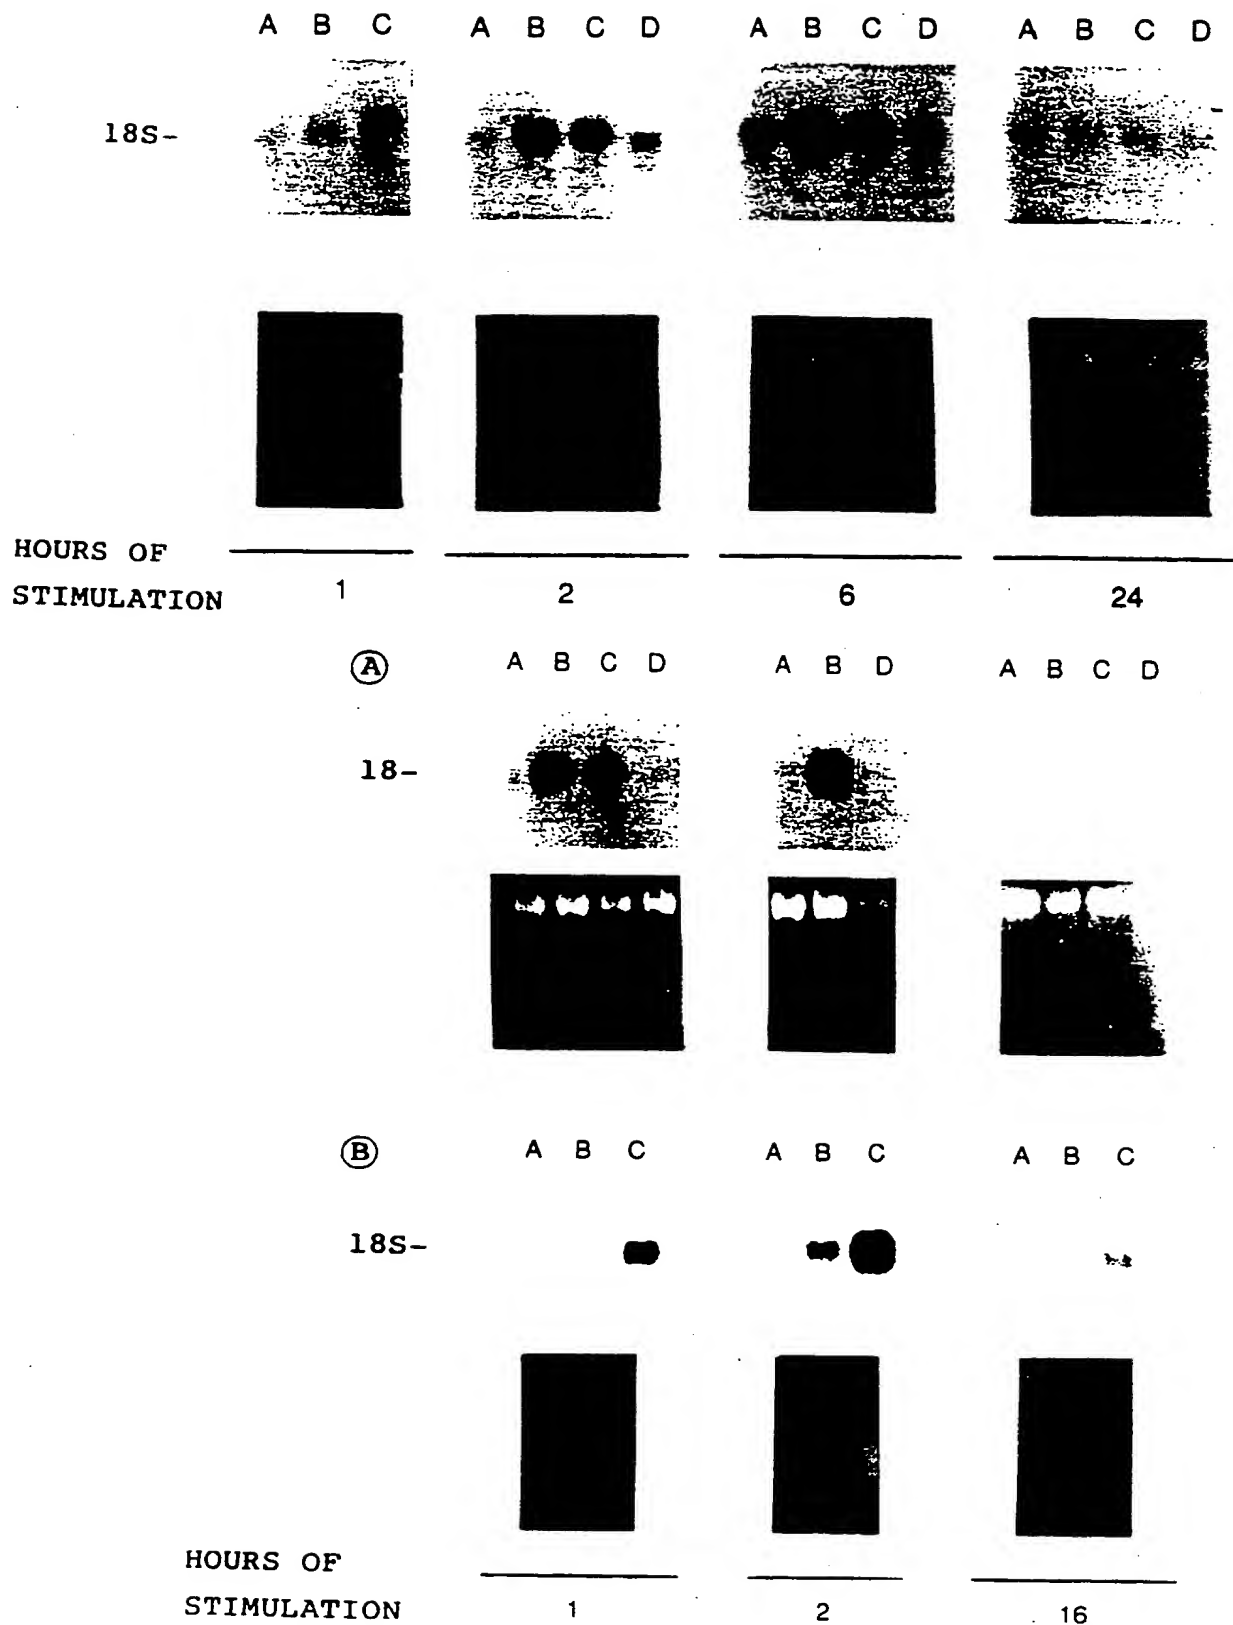 A B C A B C D A B C D A B C D
18S-
HOURS OF
STIMULATION 1 2 6 24
Ⓐ A B C D A B D A B C D
18-
Ⓑ A B C A B C A B C
18S-
HOURS OF
STIMULATION 1 2 16